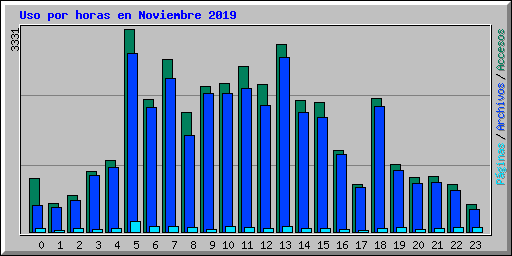 Uso por horas en Noviembre 2019
3331
Páginas / Archivos / Accesos
0 1 2 3 4 5 6 7 8 9 10 11 12 13 14 15 16 17 18 19 20 21 22 23